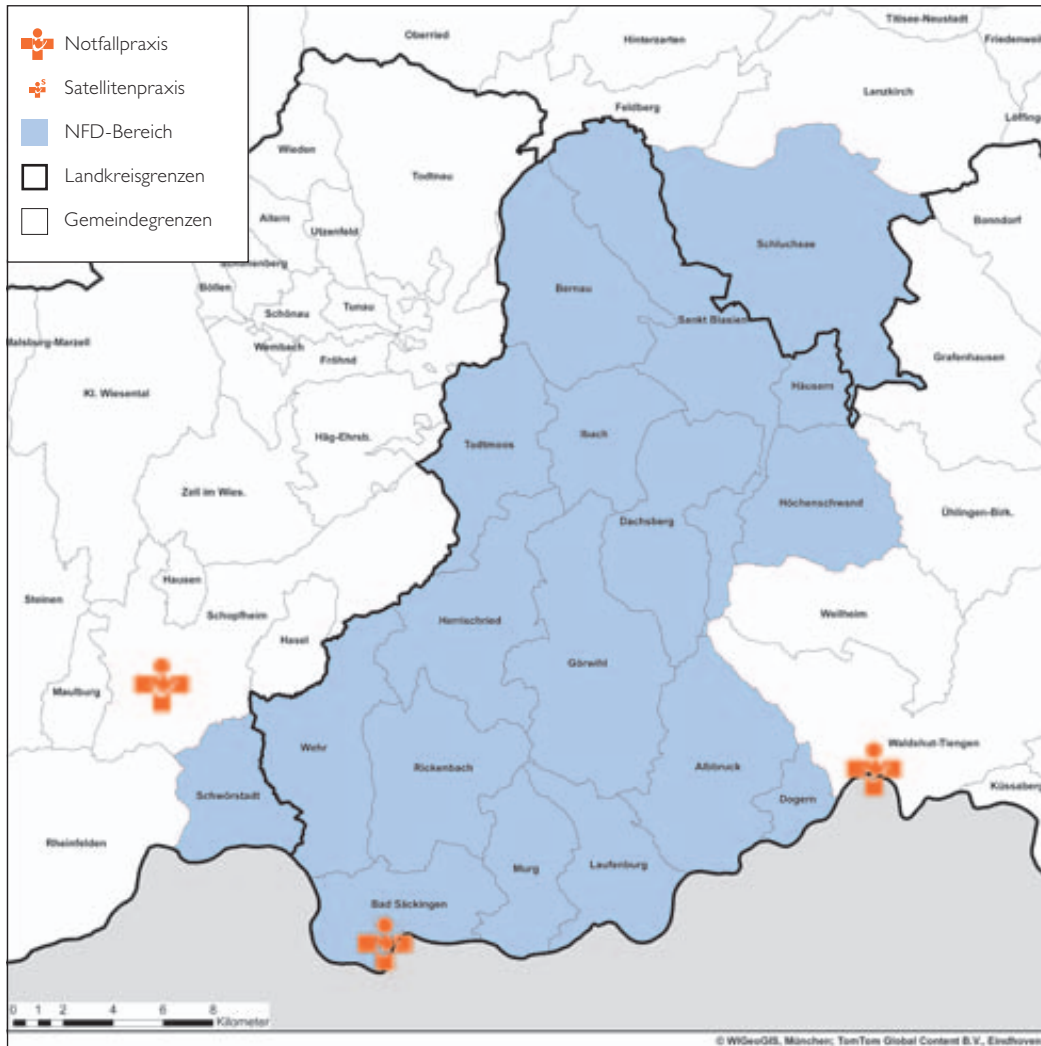 Notfallpraxis
Satellitenpraxis
NFD-Bereich
Landkreisgrenzen
Gemeindegrenzen
Oberried
Hinterzarten
Titisee-Neustadt
Friedenweil
Feldberg
Lenzkirch
Löffing
Wieden
Todtnau
Aitern
Utzenfeld
Bonndorf
Schluchsee
Böllen
Bernau
Tunau
Schönau
Sankt Blasien
Malsburg-Marzell
Wembach
Fröhnd
Grafenhausen
Kl. Wiesental
Häusern
Häg-Ehrsb.
Todtmoos
Ibach
Zell im Wies.
Höchenschwand
Ühlingen-Birk.
Dachsberg
Hausen
Steinen
Schopfheim
Hasel
Herrischried
Weilheim
Görwihl
Maulburg
Wehr
Rickenbach
Albbruck
Waldshut-Tiengen
Schwörstadt
Dogern
Küssaberg
Rheinfelden
Murg
Laufenburg
Bad Säckingen
0 1 2 4 6 8
Kilometer
© WIGeoGIS, München; TomTom Global Content B.V., Eindhoven